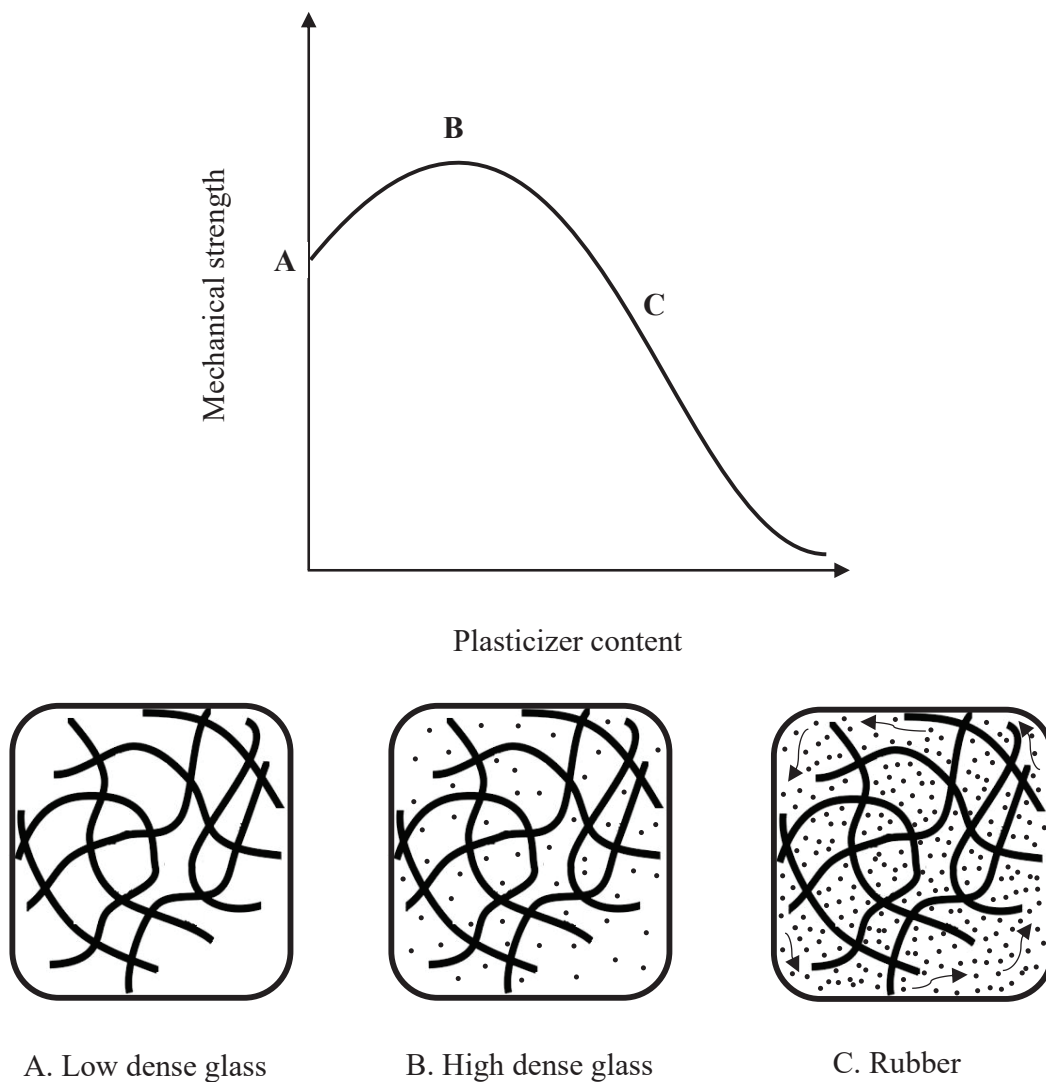 B
A
C
Mechanical strength
Plasticizer content
A. Low dense glass
B. High dense glass
C. Rubber